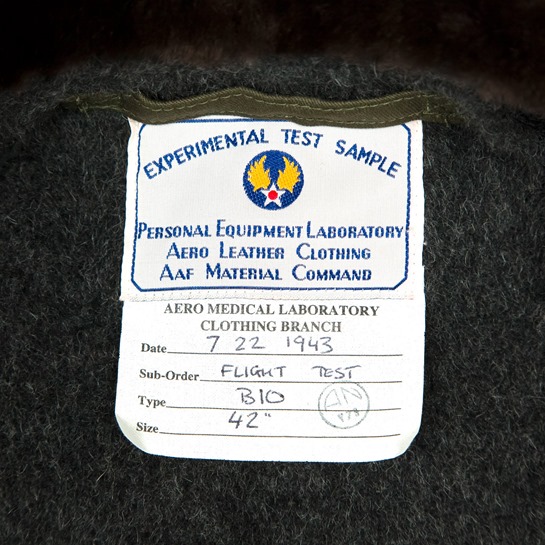 EXPERIMENTAL TEST SAMPLE
PERSONAL EQUIPMENT LABORATORY
AERO LEATHER CLOTHING
AAF MATERIAL COMMAND
AERO MEDICAL LABORATORY
CLOTHING BRANCH
Date 7 22 1943
Sub-Order FLIGHT TEST
Type B10
Size 42"
AN